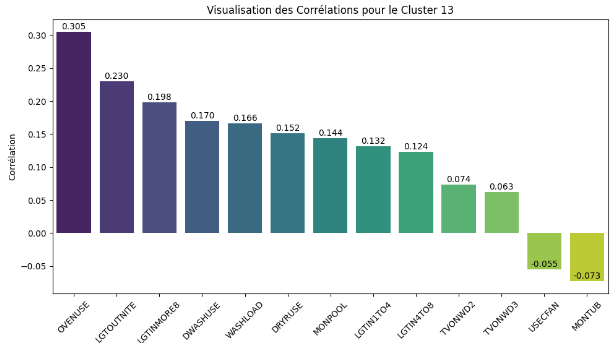 Visualisation des Corrélations pour le Cluster 13
Corrélation
0.30
0.25
0.20
0.15
0.10
0.05
0.00
−0.05
0.305
0.230
0.198
0.170
0.166
0.152
0.144
0.132
0.124
0.074
0.063
-0.055
-0.073
OVENUSE
LGTOUTNITE
LGTINMORE8
DWASHUSE
WASHLOAD
DRYRUSE
MONPOOL
LGTIN1TO4
LGTIN4TO8
TVONWD2
TVONWD3
USECFAN
MONTUB